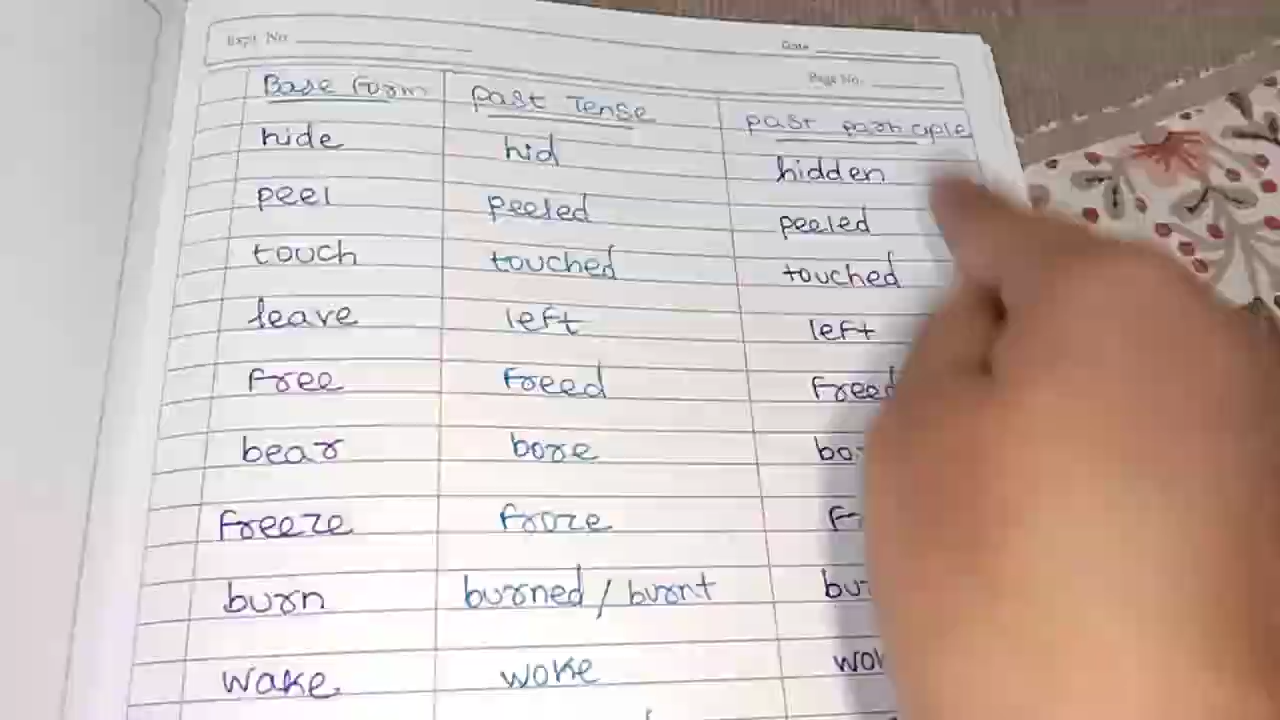 Expt. No.
Date
Page No.
Base Form Past Tense Past participle
hide hid hidden
peel peeled peeled
touch touched touched
leave left left
Free Freed Freed
bear bore
Freeze Froze
burn burned / burnt
wake woke